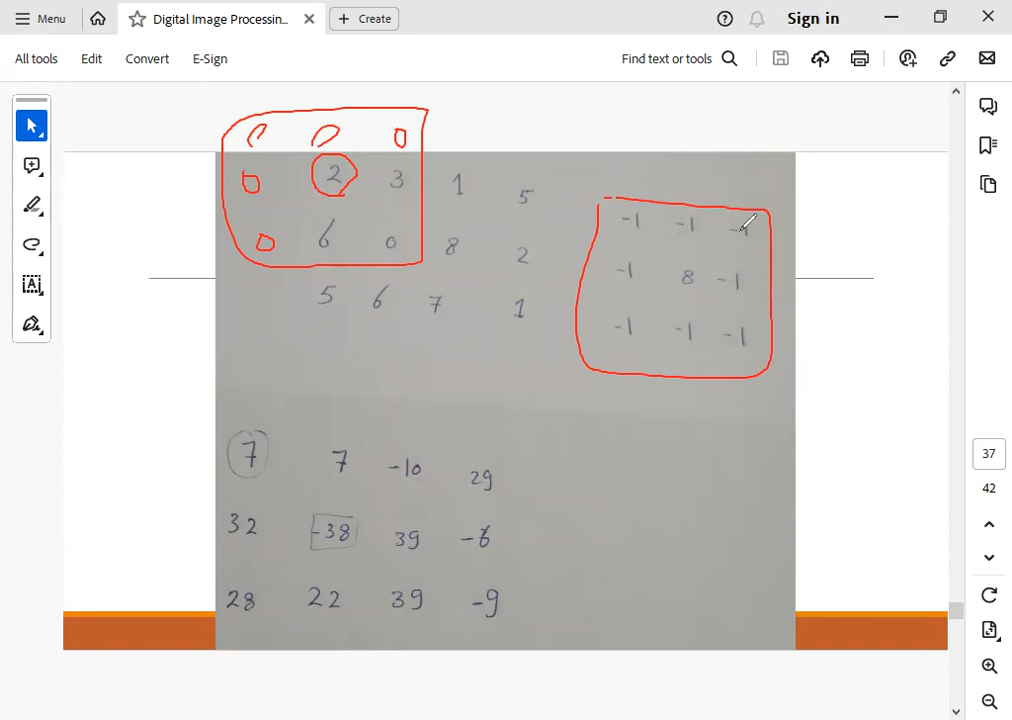 Menu Digital Image Processin... Create Sign in
All tools Edit Convert E-Sign Find text or tools
0 0 0
0 2 3 1 5
0 6 0 8 2
5 6 7 1
-1 -1 -1
-1 8 -1
-1 -1 -1
7 7 -10 29
32 -38 39 -6
28 22 39 -9
37
42